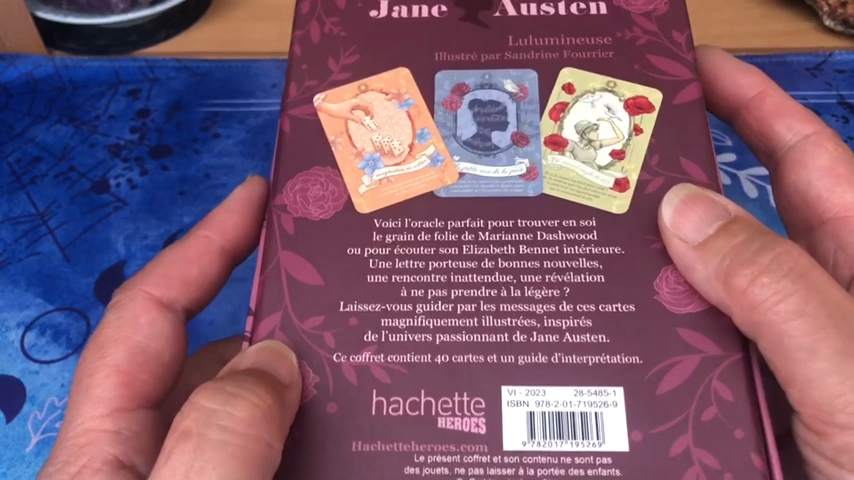 Jane Austen
Lulumineuse
Illustré par Sandrine Fourrier
Voici l'oracle parfait pour trouver en soi
le grain de folie de Marianne Dashwood
ou pour écouter son Elizabeth Bennet intérieure.
Une lettre porteuse de bonnes nouvelles,
une rencontre inattendue, une révélation
à ne pas prendre à la légère ?
Laissez-vous guider par les messages de ces cartes
magnifiquement illustrées, inspirés
de l'univers passionnant de Jane Austen.
Ce coffret contient 40 cartes et un guide d'interprétation.
hachette
HEROES
Hachetteheroes.com
VI - 2023 28-5485-1
ISBN 978-2-01-719526-9
9 782017 195269
Le présent coffret et son contenu ne sont pas
des jouets, ne pas laisser à la portée des enfants.